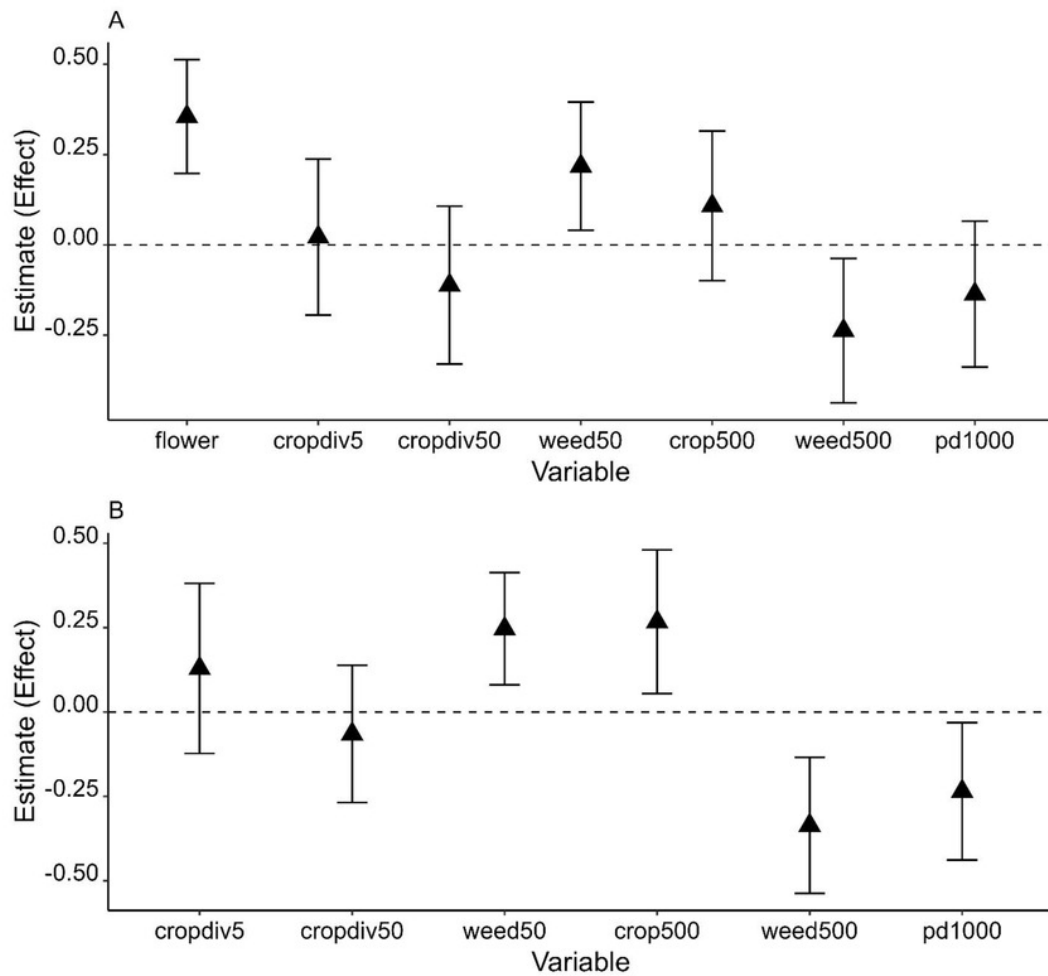 A
0.50
0.25
0.00
-0.25
Estimate (Effect)
flower cropdiv5 cropdiv50 weed50 crop500 weed500 pd1000
Variable
B
0.50
0.25
0.00
-0.25
-0.50
Estimate (Effect)
cropdiv5 cropdiv50 weed50 crop500 weed500 pd1000
Variable